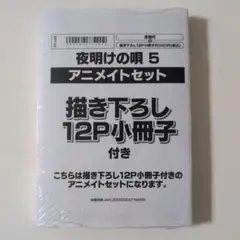 夜明けの唄 5
アニメイトセット
描き下ろし
12P小冊子
付き
こちらは描き下ろし12P小冊子付きの
アニメイトセットになります。